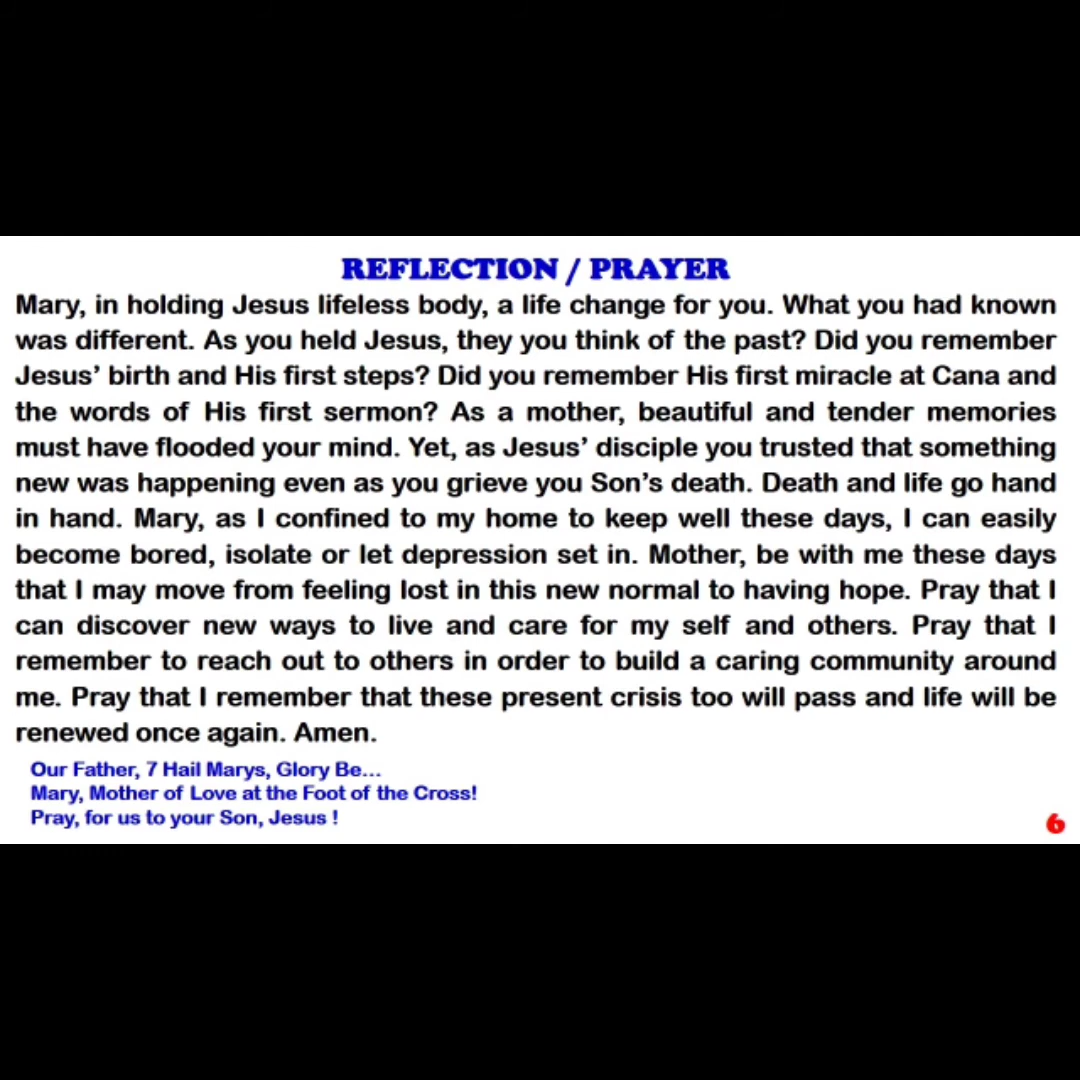 REFLECTION / PRAYER
Mary, in holding Jesus lifeless body, a life change for you. What you had known
was different. As you held Jesus, they you think of the past? Did you remember
Jesus’ birth and His first steps? Did you remember His first miracle at Cana and
the words of His first sermon? As a mother, beautiful and tender memories
must have flooded your mind. Yet, as Jesus’ disciple you trusted that something
new was happening even as you grieve you Son’s death. Death and life go hand
in hand. Mary, as I confined to my home to keep well these days, I can easily
become bored, isolate or let depression set in. Mother, be with me these days
that I may move from feeling lost in this new normal to having hope. Pray that I
can discover new ways to live and care for my self and others. Pray that I
remember to reach out to others in order to build a caring community around
me. Pray that I remember that these present crisis too will pass and life will be
renewed once again. Amen.
Our Father, 7 Hail Marys, Glory Be...
Mary, Mother of Love at the Foot of the Cross!
Pray, for us to your Son, Jesus !
6